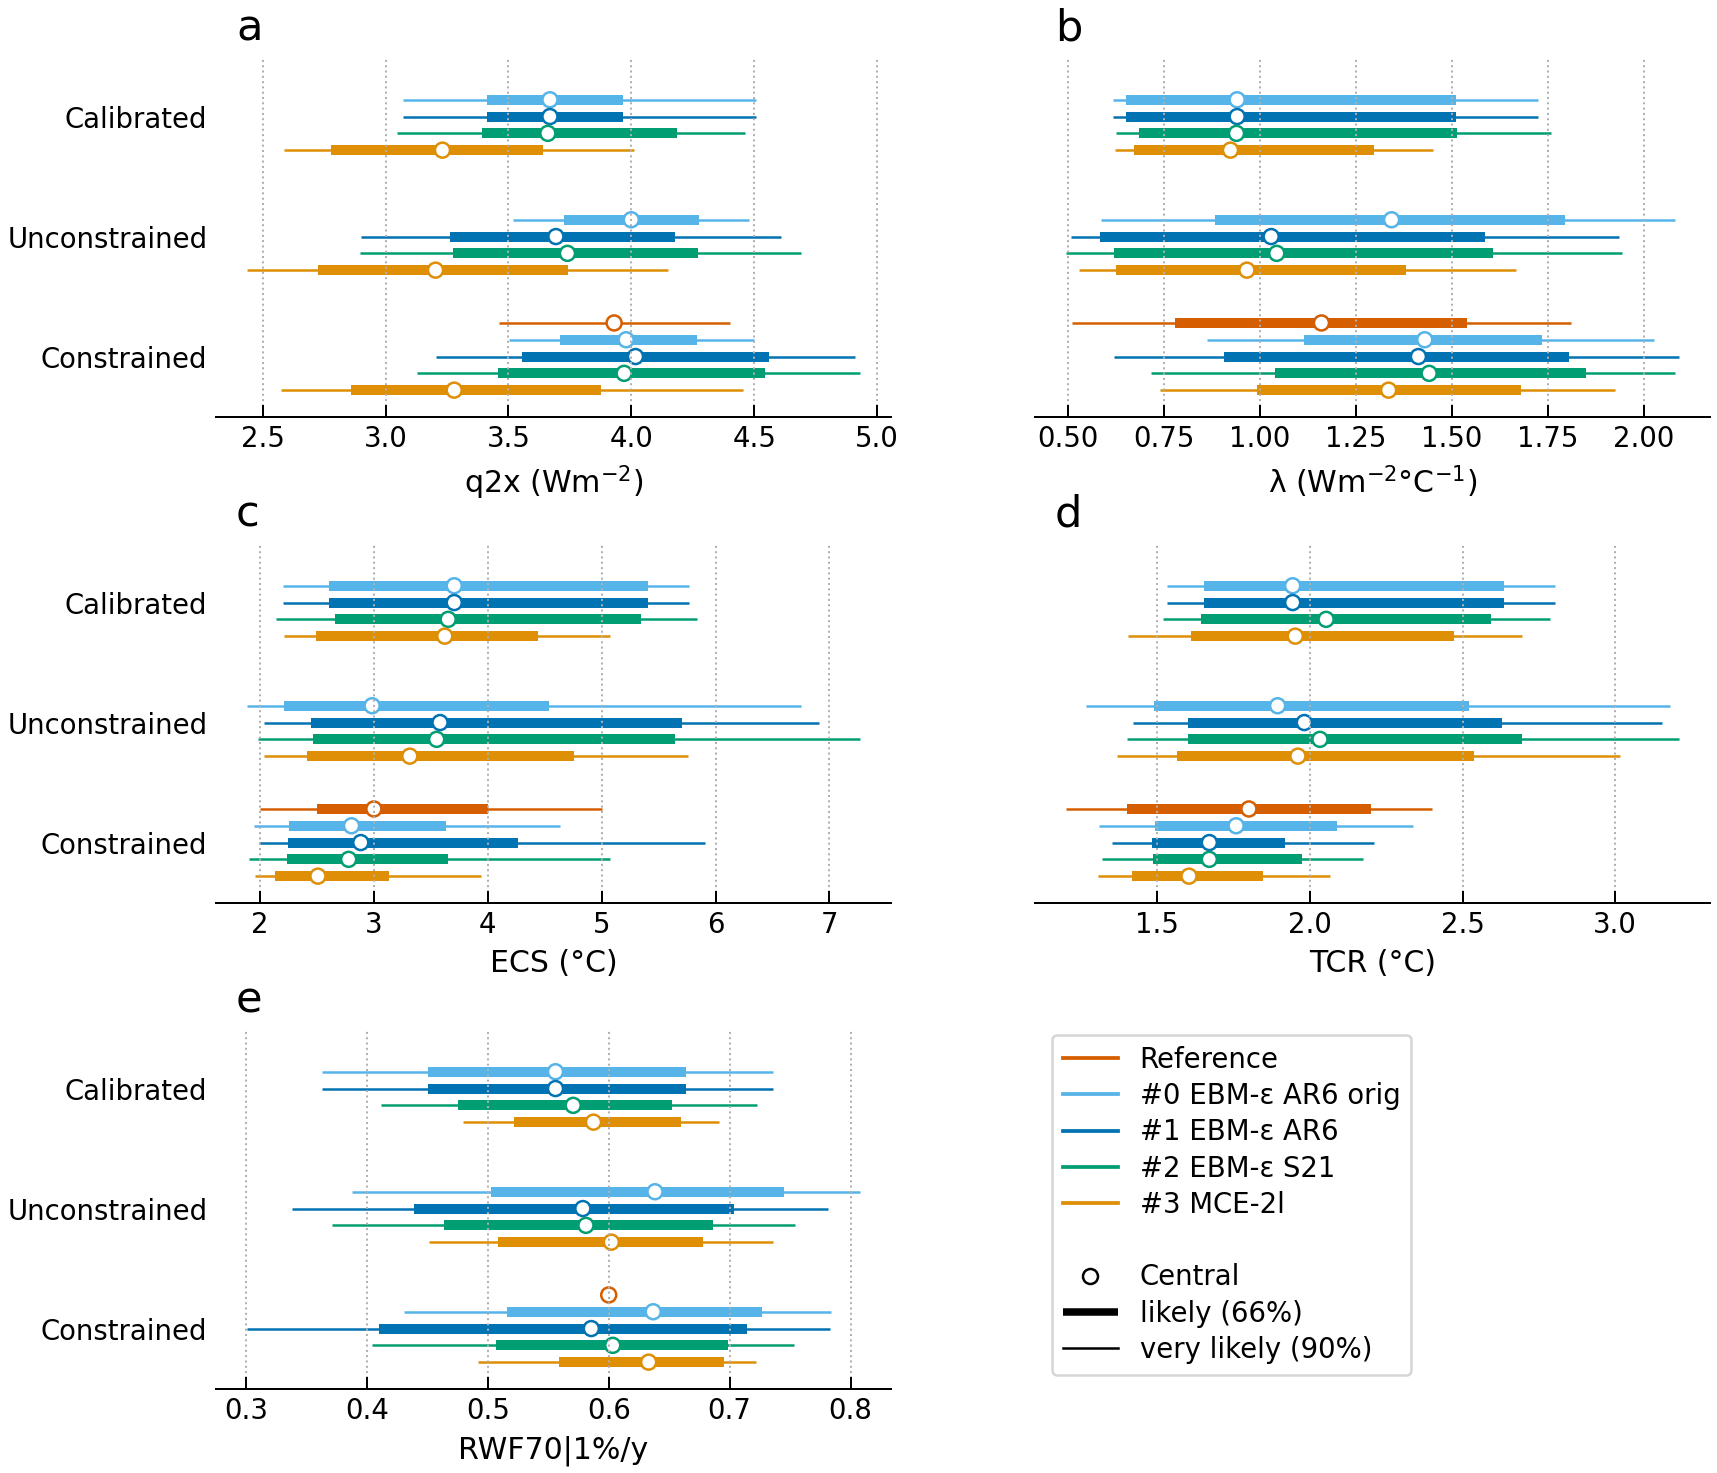 a
Calibrated
Unconstrained
Constrained
2.5 3.0 3.5 4.0 4.5 5.0
q2x (Wm⁻²)
b
0.50 0.75 1.00 1.25 1.50 1.75 2.00
λ (Wm⁻²°C⁻¹)
c
Calibrated
Unconstrained
Constrained
2 3 4 5 6 7
ECS (°C)
d
1.5 2.0 2.5 3.0
TCR (°C)
e
Calibrated
Unconstrained
Constrained
0.3 0.4 0.5 0.6 0.7 0.8
RWF70|1%/y
Reference
#0 EBM-ε AR6 orig
#1 EBM-ε AR6
#2 EBM-ε S21
#3 MCE-2l
Central
likely (66%)
very likely (90%)